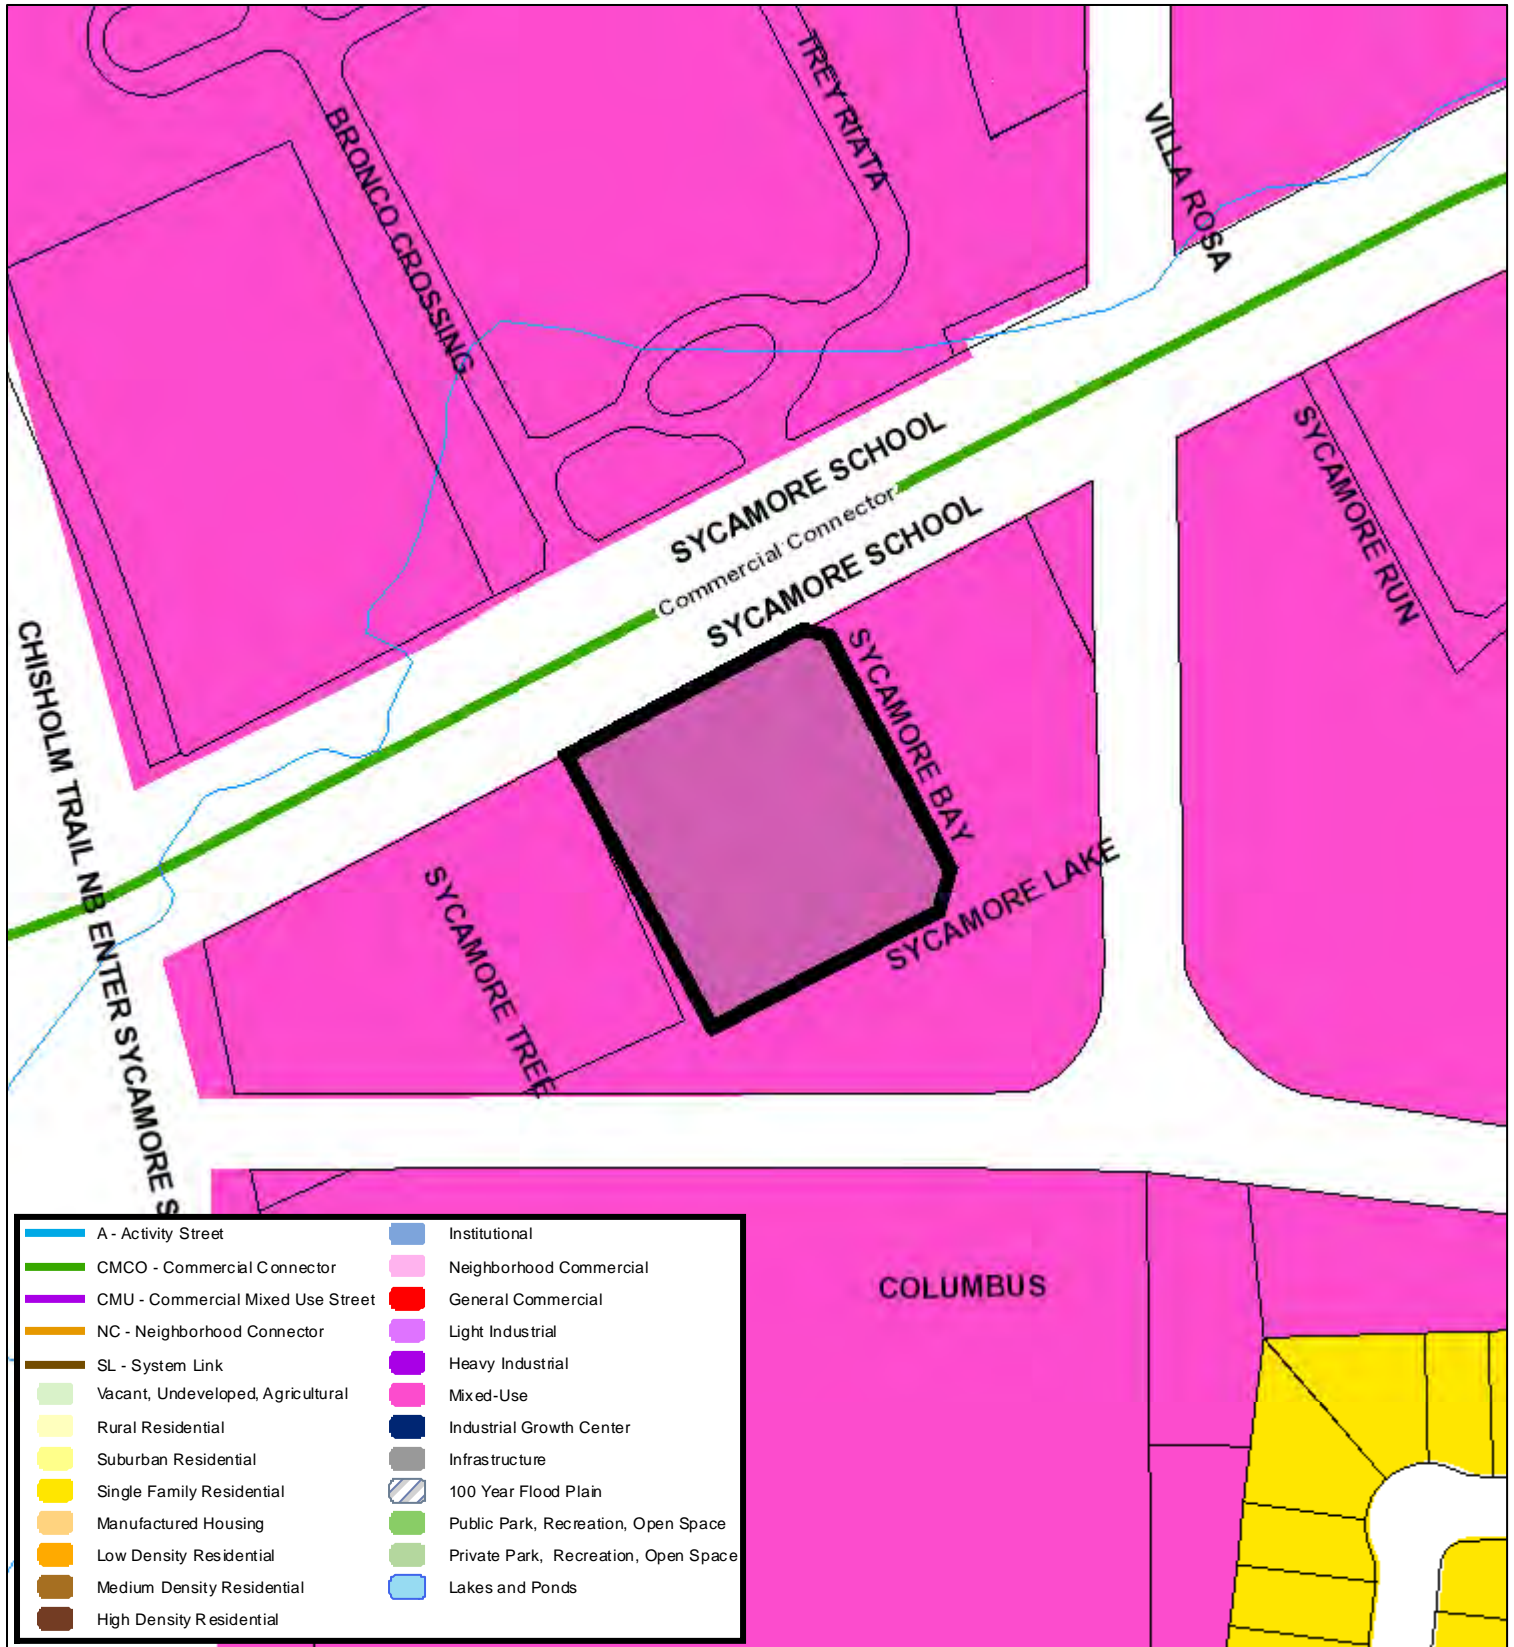 TREY RIATA
BRONCO CROSSING
VILLA ROSA
SYCAMORE SCHOOL
Commercial Connector
SYCAMORE SCHOOL
SYCAMORE RUN
CHISHOLM TRAIL NB ENTER SYCAMORE S
SYCAMORE BAY
SYCAMORE LAKE
SYCAMORE TREE
COLUMBUS
A - Activity Street
CMCO - Commercial Connector
CMU - Commercial Mixed Use Street
NC - Neighborhood Connector
SL - System Link
Vacant, Undeveloped, Agricultural
Rural Residential
Suburban Residential
Single Family Residential
Manufactured Housing
Low Density Residential
Medium Density Residential
High Density Residential
Institutional
Neighborhood Commercial
General Commercial
Light Industrial
Heavy Industrial
Mixed-Use
Industrial Growth Center
Infrastructure
100 Year Flood Plain
Public Park, Recreation, Open Space
Private Park, Recreation, Open Space
Lakes and Ponds